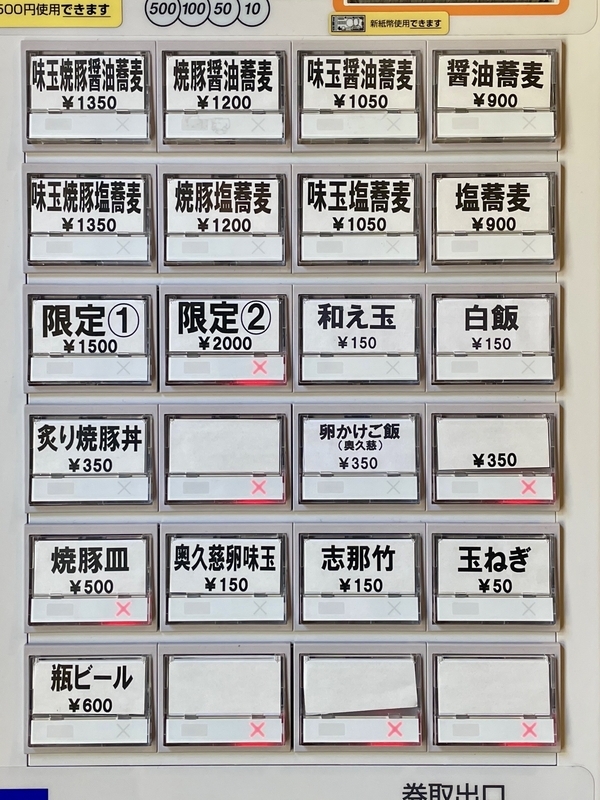 500円使用できます
500 100 50 10
新紙幣使用できます
味玉焼豚醤油蕎麦
¥1350
焼豚醤油蕎麦
¥1200
味玉醤油蕎麦
¥1050
醤油蕎麦
¥900
味玉焼豚塩蕎麦
¥1350
焼豚塩蕎麦
¥1200
味玉塩蕎麦
¥1050
塩蕎麦
¥900
限定①
¥1500
限定②
¥2000
和え玉
¥150
白飯
¥150
炙り焼豚丼
¥350
卵かけご飯
(奥久慈)
¥350
¥350
焼豚皿
¥500
奥久慈卵味玉
¥150
志那竹
¥150
玉ねぎ
¥50
瓶ビール
¥600
券取出口